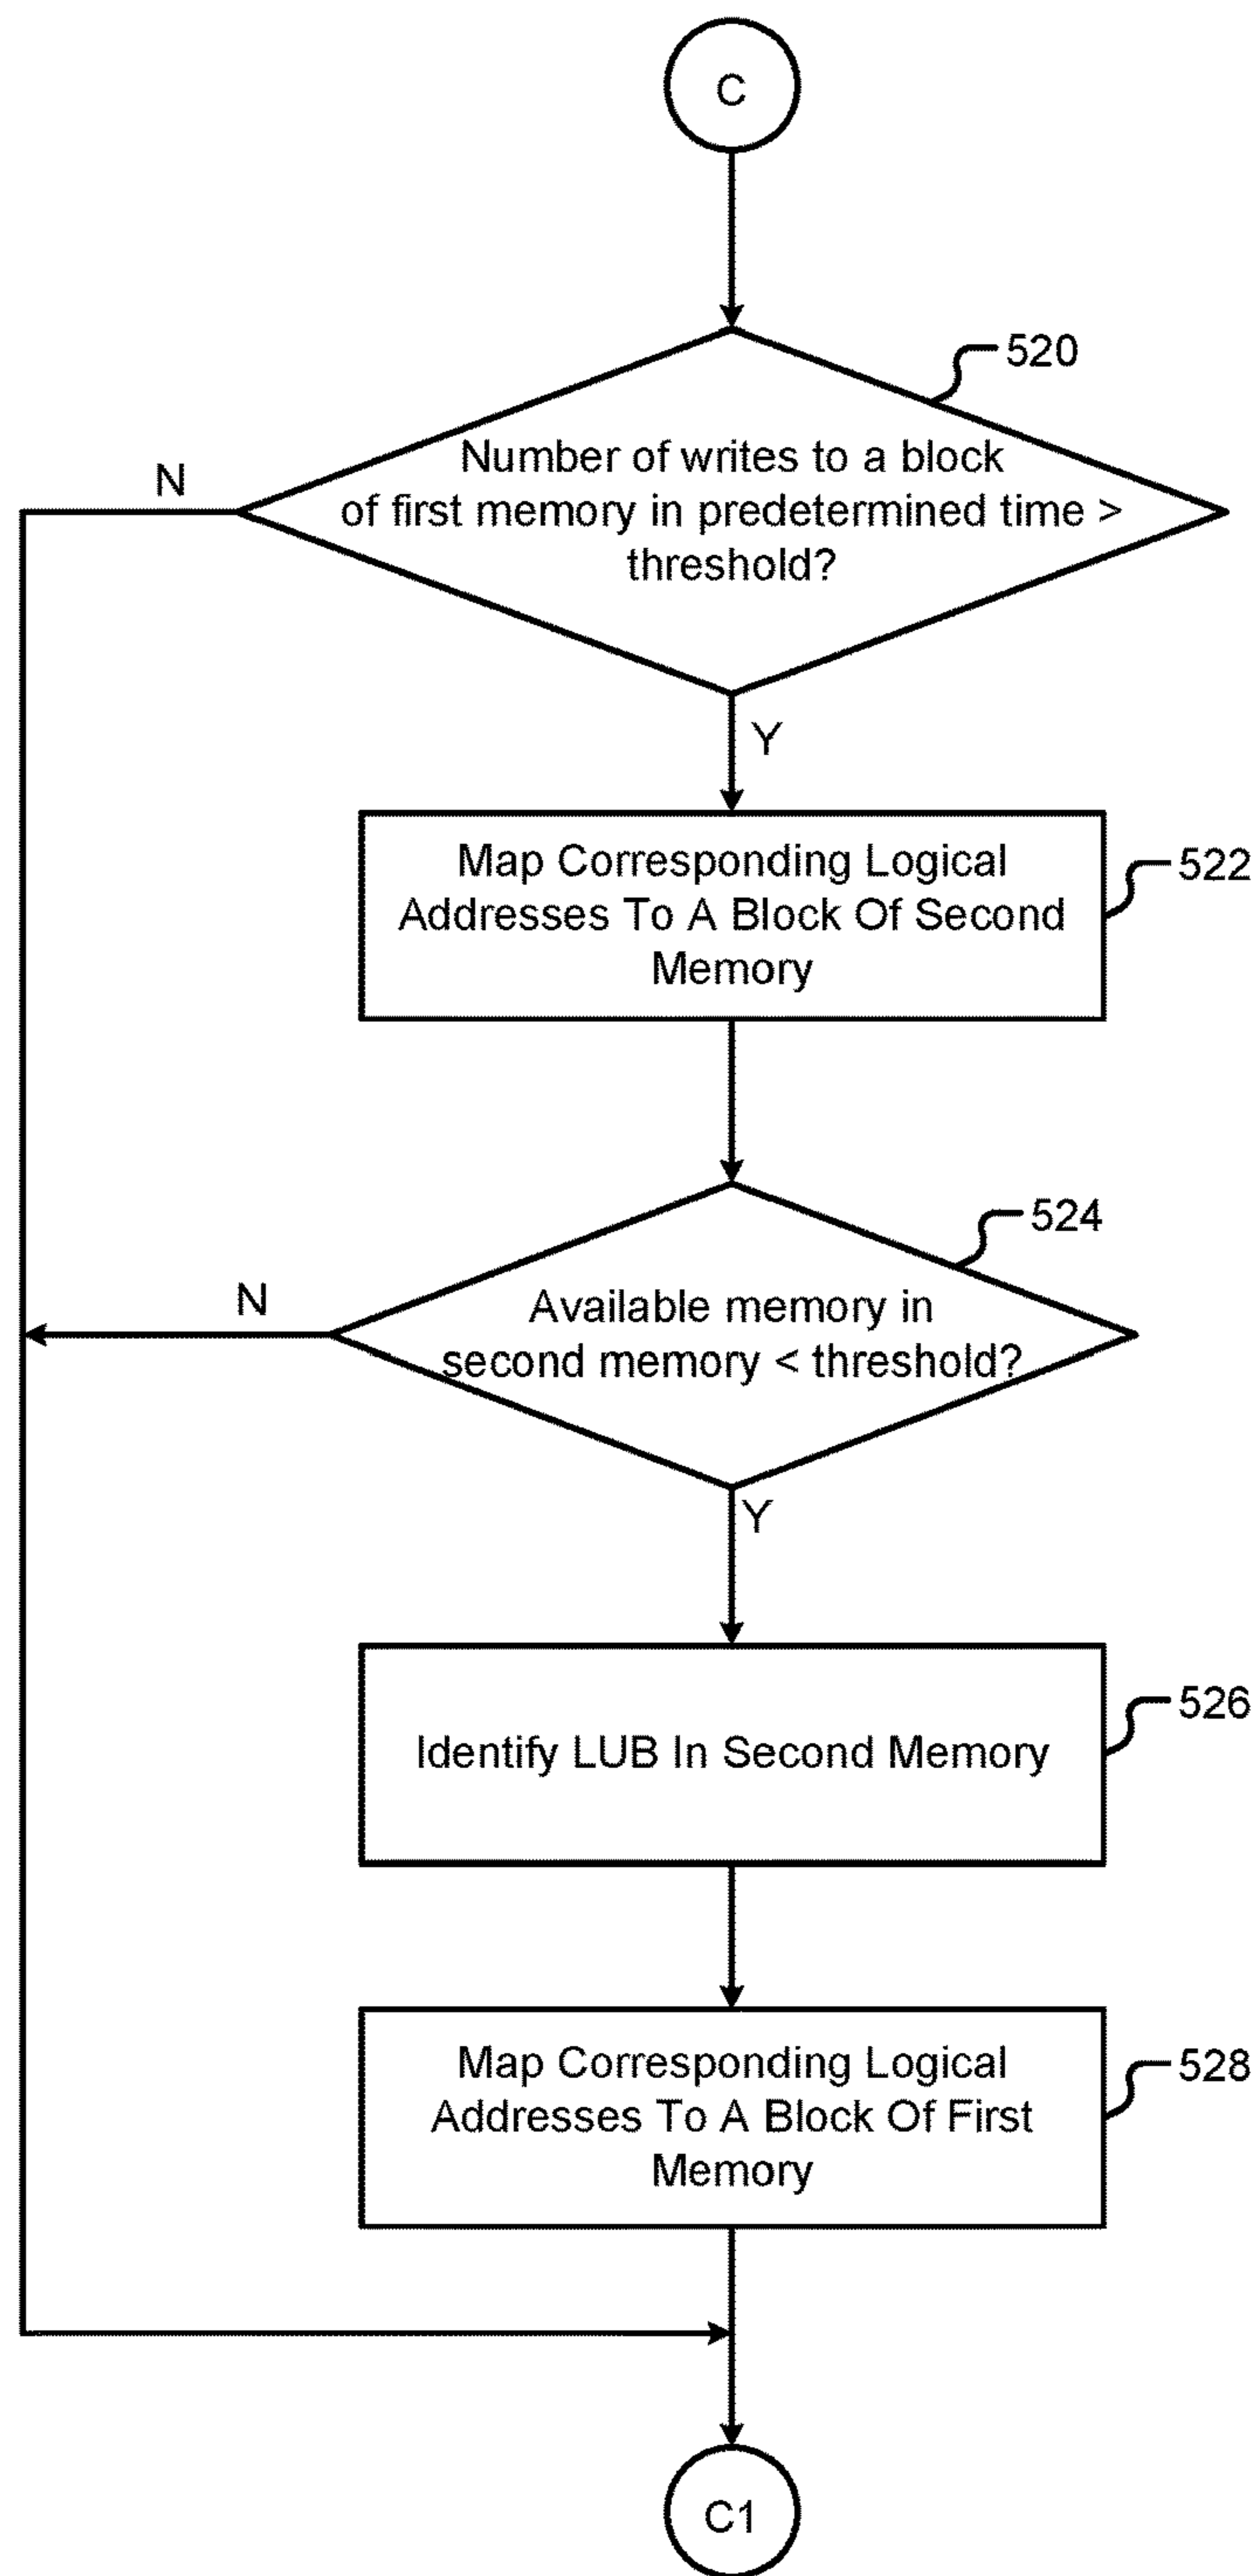 C
520
Number of writes to a block
of first memory in predetermined time >
threshold?
N
Y
Map Corresponding Logical
Addresses To A Block Of Second
Memory
522
524
Available memory in
second memory < threshold?
N
Y
Identify LUB In Second Memory
526
Map Corresponding Logical
Addresses To A Block Of First
Memory
528
C1